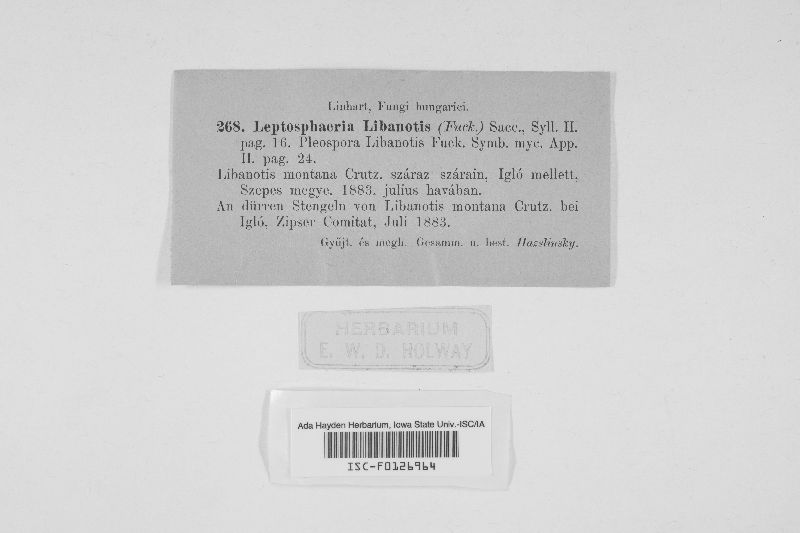 Linhart, Fungi hungarici.
268. Leptosphaeria Libanotis (Fuck.) Sacc., Syll. II.
pag. 16. Pleospora Libanotis Fuck. Symb. myc. App.
II. pag. 24.
Libanotis montana Crutz. száraz szárain, Igló mellett,
Szepes megye. 1883. julius havában.
An dürren Stengeln von Libanotis montana Crutz. bei
Igló, Zipser Comitat, Juli 1883.
Gyűjt. és megh. Gesamm. u. best. Hazslinsky.
HERBARIUM
E. W. D. HOLWAY
Ada Hayden Herbarium, Iowa State Univ.-ISC/IA
ISC-F0126964